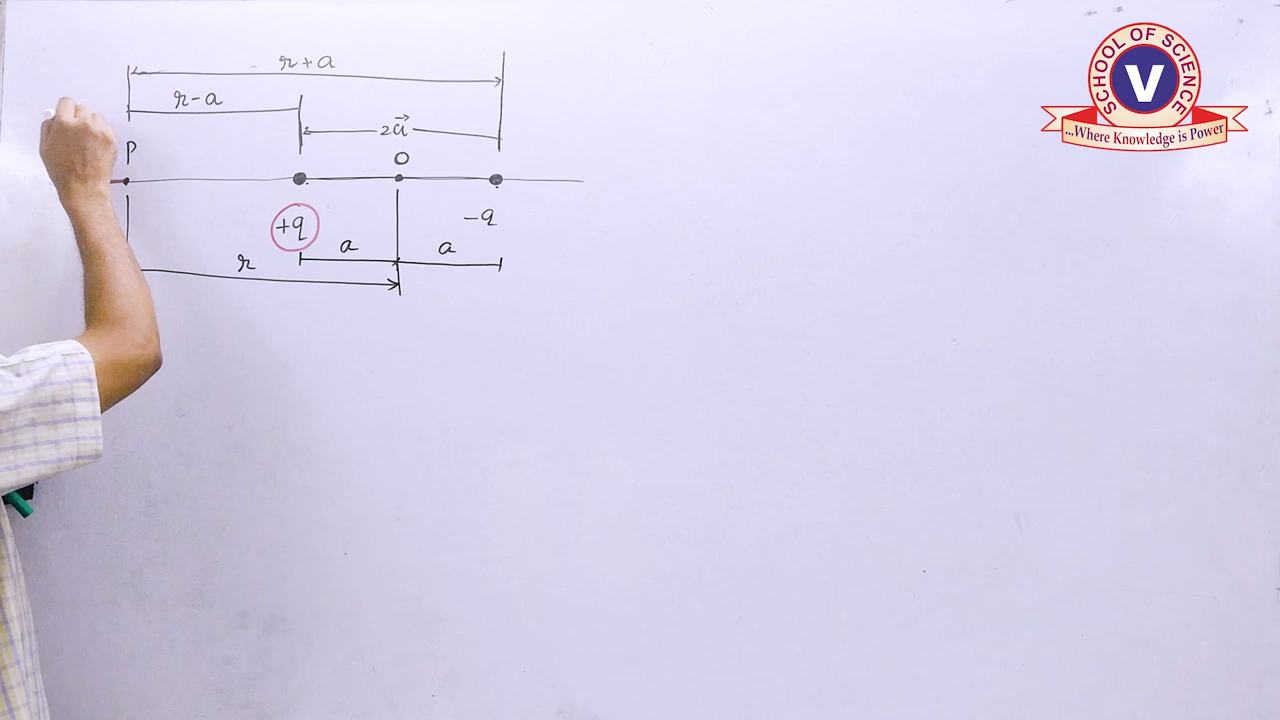 r+a
r-a
2a⃗
P
O
+q
-q
a
a
r
SCHOOL OF SCIENCE
V
...Where Knowledge is Power